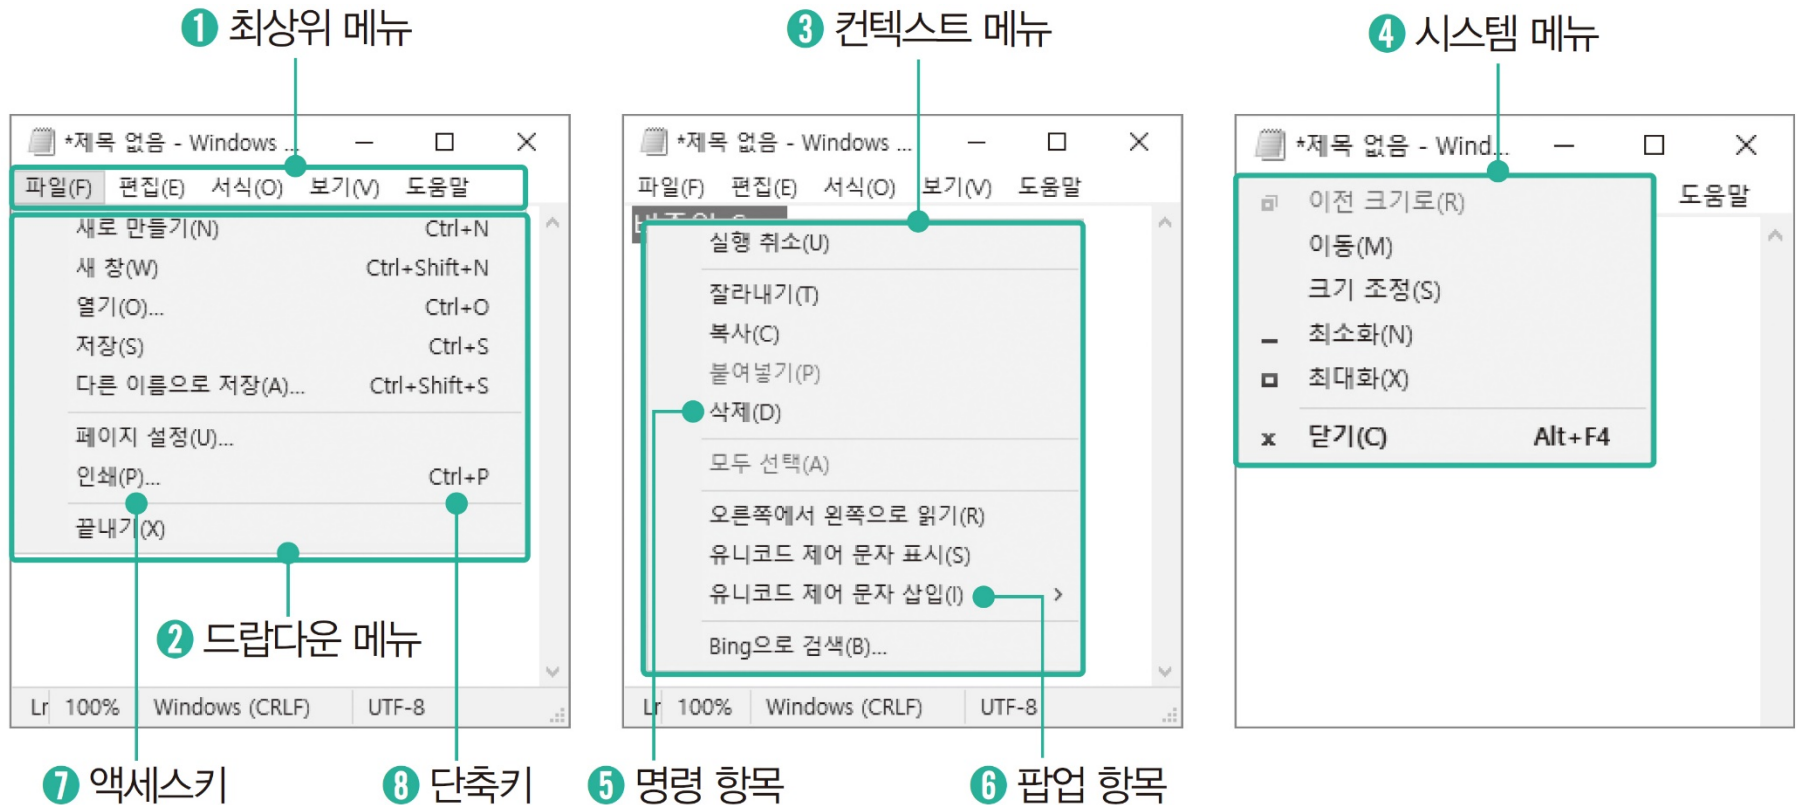 1 최상위 메뉴
3 컨텍스트 메뉴
4 시스템 메뉴
*제목 없음 - Windows ...
파일(F) 편집(E) 서식(O) 보기(V) 도움말
새로 만들기(N) Ctrl+N
새 창(W) Ctrl+Shift+N
열기(O)... Ctrl+O
저장(S) Ctrl+S
다른 이름으로 저장(A)... Ctrl+Shift+S
페이지 설정(U)...
인쇄(P)... Ctrl+P
끝내기(X)
2 드랍다운 메뉴
Lr 100% Windows (CRLF) UTF-8
7 액세스키
8 단축키
*제목 없음 - Windows ...
파일(F) 편집(E) 서식(O) 보기(V) 도움말
실행 취소(U)
잘라내기(T)
복사(C)
붙여넣기(P)
삭제(D)
모두 선택(A)
오른쪽에서 왼쪽으로 읽기(R)
유니코드 제어 문자 표시(S)
유니코드 제어 문자 삽입(I) >
Bing으로 검색(B)...
Lr 100% Windows (CRLF) UTF-8
5 명령 항목
6 팝업 항목
*제목 없음 - Wind...
도움말
이전 크기로(R)
이동(M)
크기 조정(S)
최소화(N)
최대화(X)
닫기(C) Alt+F4